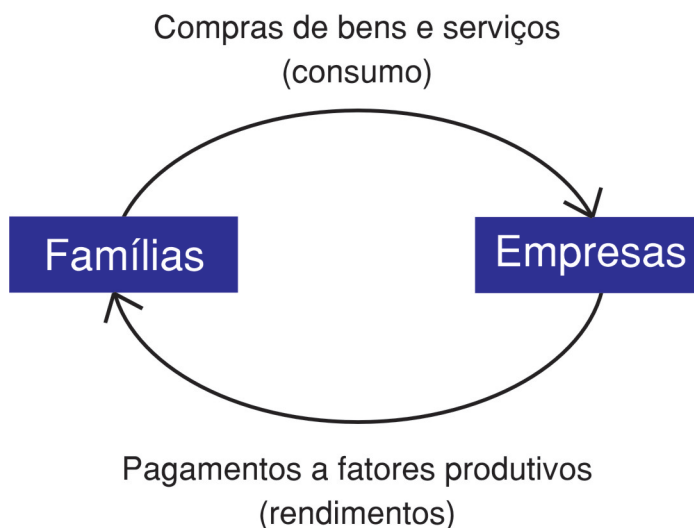 Compras de bens e serviços
(consumo)
Famílias
Empresas
Pagamentos a fatores produtivos
(rendimentos)